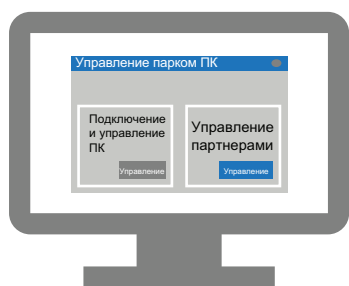 Управление парком ПК
Подключение
и управление
ПК
Управление
Управление
партнерами
Управление